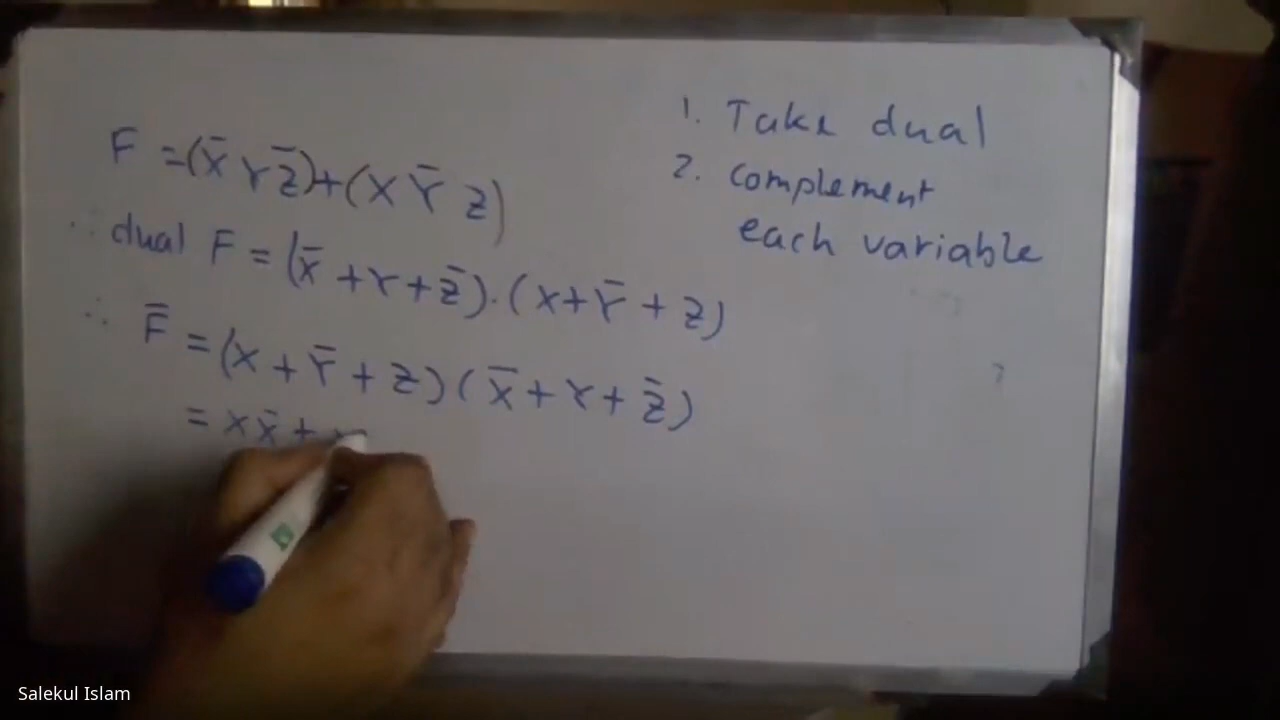 F = (X̄ Y Z̄) + (X Ȳ Z)
∴ dual F = (X̄ + Y + Z̄) . (X + Ȳ + Z)
∴ F̄ = (X + Ȳ + Z) (X̄ + Y + Z̄)
= X X̄ + X
1. Take dual
2. complement
each variable
Salekul Islam